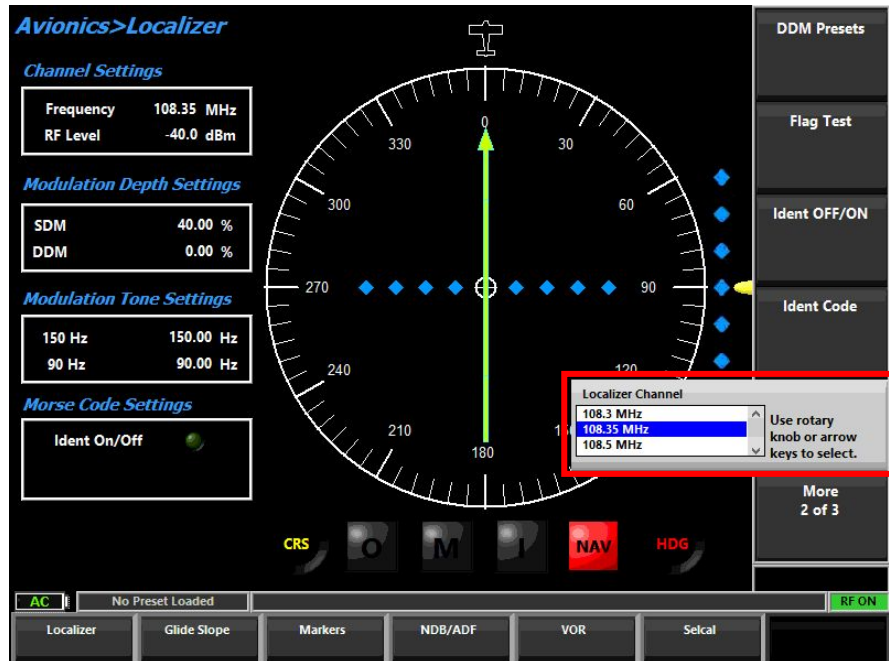 Avionics>Localizer
Channel Settings
Frequency 108.35 MHz
RF Level -40.0 dBm
Modulation Depth Settings
SDM 40.00 %
DDM 0.00 %
Modulation Tone Settings
150 Hz 150.00 Hz
90 Hz 90.00 Hz
Morse Code Settings
Ident On/Off
0
30
60
90
120
180
210
240
270
300
330
CRS
O
M
I
NAV
HDG
Localizer Channel
108.3 MHz
108.35 MHz
108.5 MHz
Use rotary
knob or arrow
keys to select.
DDM Presets
Flag Test
Ident OFF/ON
Ident Code
More
2 of 3
AC
No Preset Loaded
RF ON
Localizer
Glide Slope
Markers
NDB/ADF
VOR
Selcal